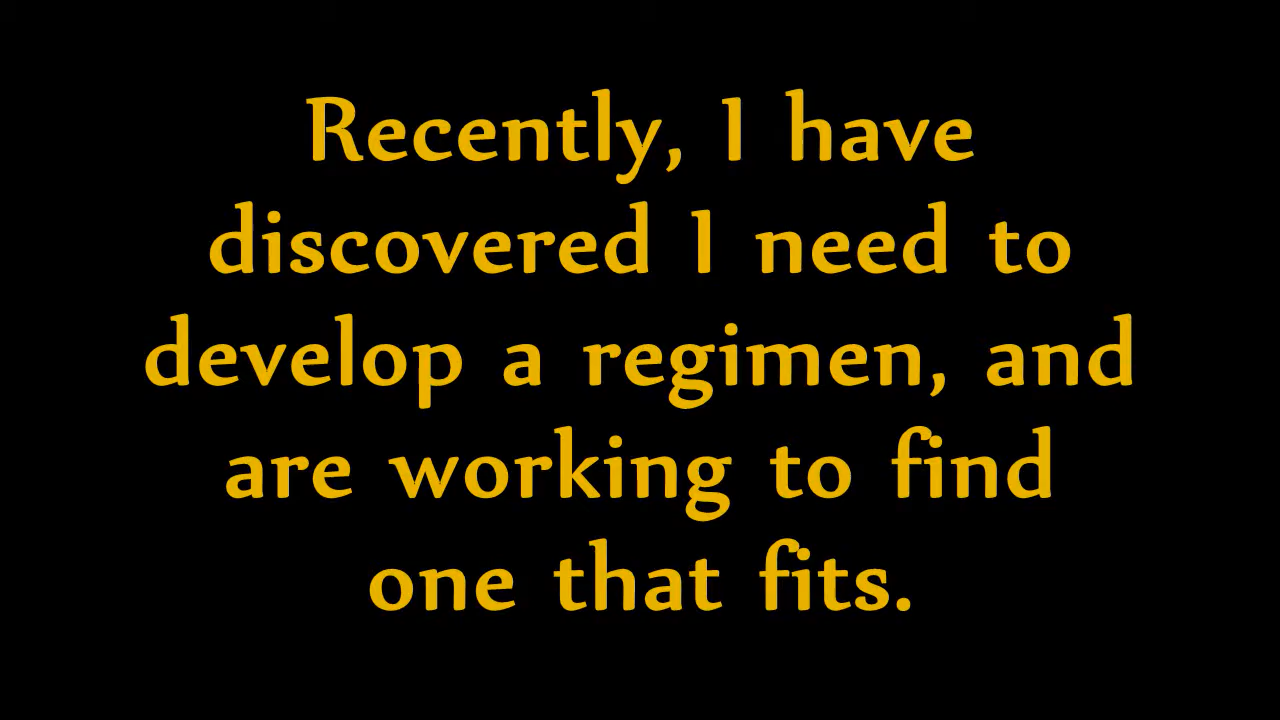 Recently, I have
discovered I need to
develop a regimen, and
are working to find
one that fits.